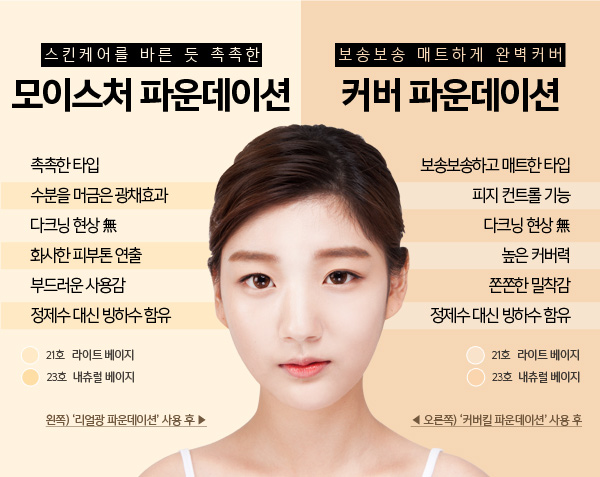 스킨케어를 바른 듯 촉촉한
모이스처 파운데이션
촉촉한 타입
수분을 머금은 광채효과
다크닝 현상 無
화사한 피부톤 연출
부드러운 사용감
정제수 대신 빙하수 함유
21호 라이트 베이지
23호 내츄럴 베이지
왼쪽) '리얼광 파운데이션' 사용 후 ▶
보송보송 매트하게 완벽커버
커버 파운데이션
보송보송하고 매트한 타입
피지 컨트롤 기능
다크닝 현상 無
높은 커버력
쫀쫀한 밀착감
정제수 대신 빙하수 함유
21호 라이트 베이지
23호 내츄럴 베이지
◀ 오른쪽) '커버킬 파운데이션' 사용 후